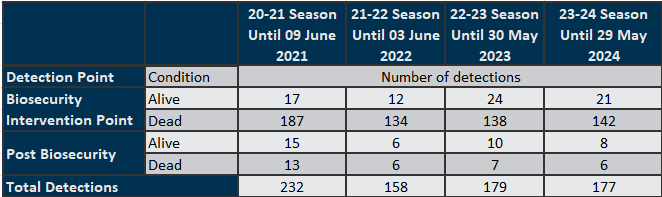 20-21 Season 21-22 Season 22-23 Season 23-24 Season
Until 09 June Until 03 June Until 30 May Until 29 May
2021 2022 2023 2024
Detection Point Condition Number of detections
Biosecurity Alive 17 12 24 21
Intervention Point Dead 187 134 138 142
Post Biosecurity Alive 15 6 10 8
Dead 13 6 7 6
Total Detections 232 158 179 177